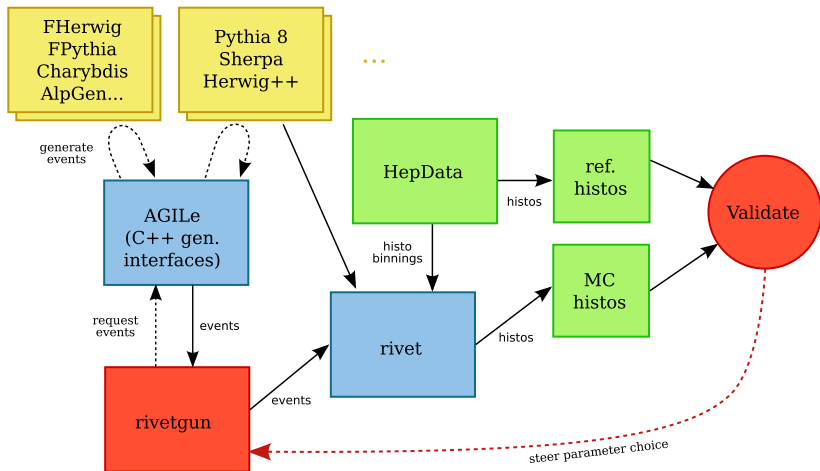 FHerwig
FPythia
Charybdis
AlpGen...
Pythia 8
Sherpa
Herwig++
...
generate
events
HepData
histos
ref.
histos
Validate
AGILe
(C++ gen.
interfaces)
histo
binnings
MC
histos
request
events
events
rivet
histos
rivetgun
events
steer parameter choice